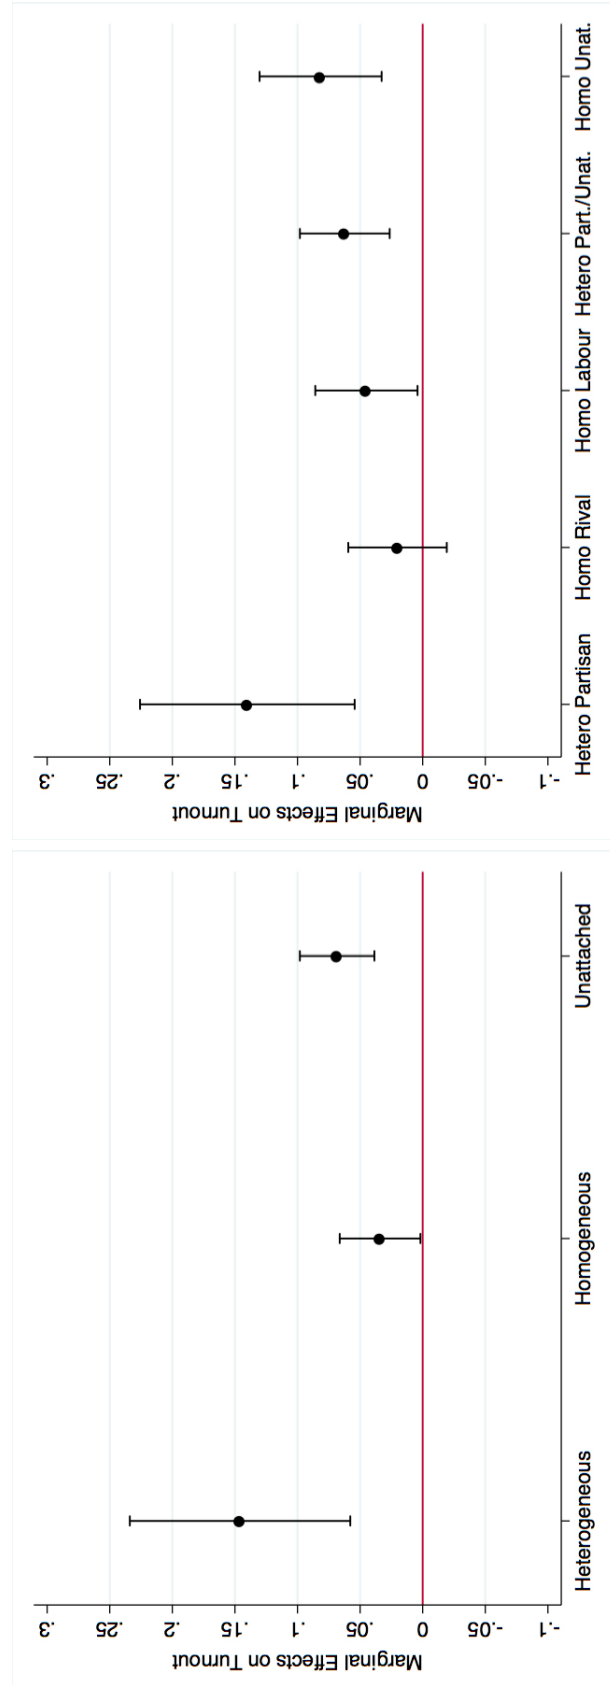 Marginal Effects on Turnout
.3
.25
.2
.15
.1
.05
0
-.05
-.1
Heterogeneous
Homogeneous
Unattached
Marginal Effects on Turnout
.3
.25
.2
.15
.1
.05
0
-.05
-.1
Hetero Partisan
Homo Rival
Homo Labour
Hetero Part./Unat.
Homo Unat.